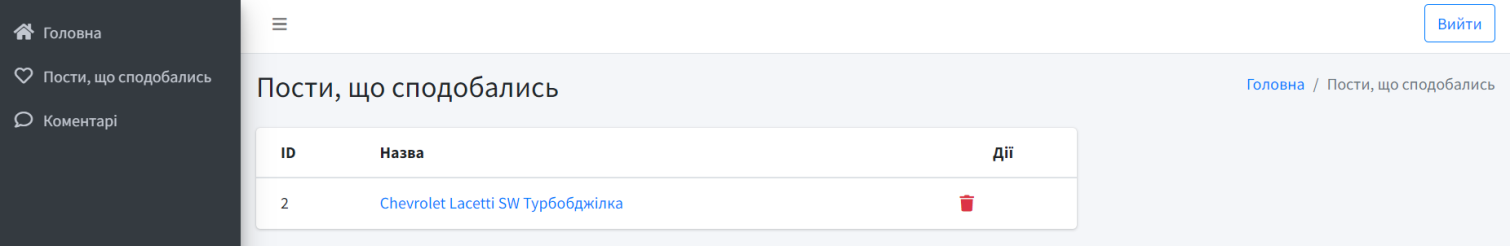 Головна
Пости, що сподобались
Коментарі
Вийти
Пости, що сподобались
Головна / Пости, що сподобались
ID Назва Дії
2 Chevrolet Lacetti SW Турбобджілка